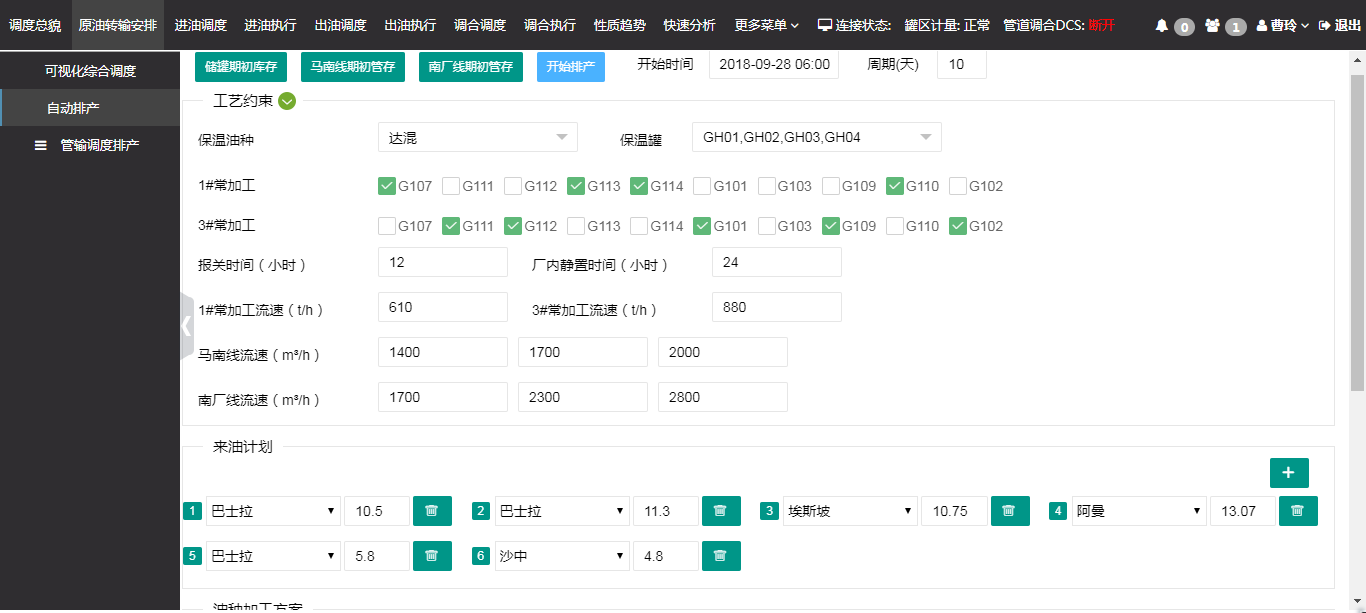 调度总貌 原油转输安排 进油调度 进油执行 出油调度 出油执行 调合调度 调合执行 性质趋势 快速分析 更多菜单 连接状态: 罐区计量: 正常 管道调合DCS: 断开 0 1 曹玲 退出
可视化综合调度
自动排产
管输调度排产
储罐期初库存 马南线期初管存 南厂线期初管存 开始排产 开始时间 2018-09-28 06:00 周期(天) 10
工艺约束
保温油种 达混 保温罐 GH01,GH02,GH03,GH04
1#常加工 G107 G111 G112 G113 G114 G101 G103 G109 G110 G102
3#常加工 G107 G111 G112 G113 G114 G101 G103 G109 G110 G102
报关时间（小时） 12 厂内静置时间（小时） 24
1#常加工流速（t/h） 610 3#常加工流速（t/h） 880
马南线流速（m³/h） 1400 1700 2000
南厂线流速（m³/h） 1700 2300 2800
来油计划
1 巴士拉 10.5 2 巴士拉 11.3 3 埃斯坡 10.75 4 阿曼 13.07
5 巴士拉 5.8 6 沙中 4.8
油种加工方案